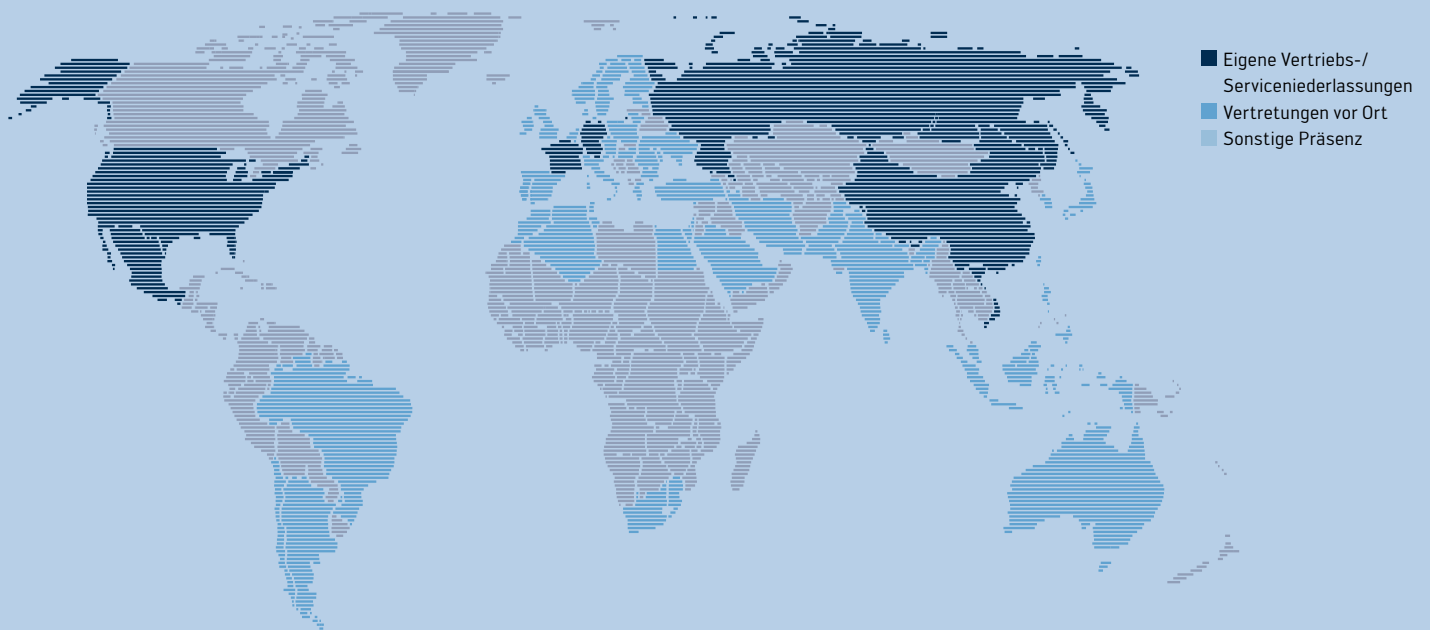 Eigene Vertriebs-/
Serviceniederlassungen
Vertretungen vor Ort
Sonstige Präsenz